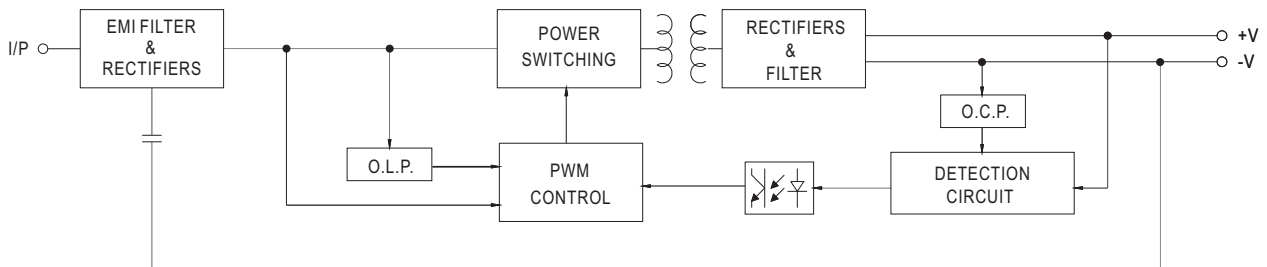 I/P
EMI FILTER
&
RECTIFIERS
POWER
SWITCHING
RECTIFIERS
&
FILTER
+V
-V
O.C.P.
O.L.P.
PWM
CONTROL
DETECTION
CIRCUIT